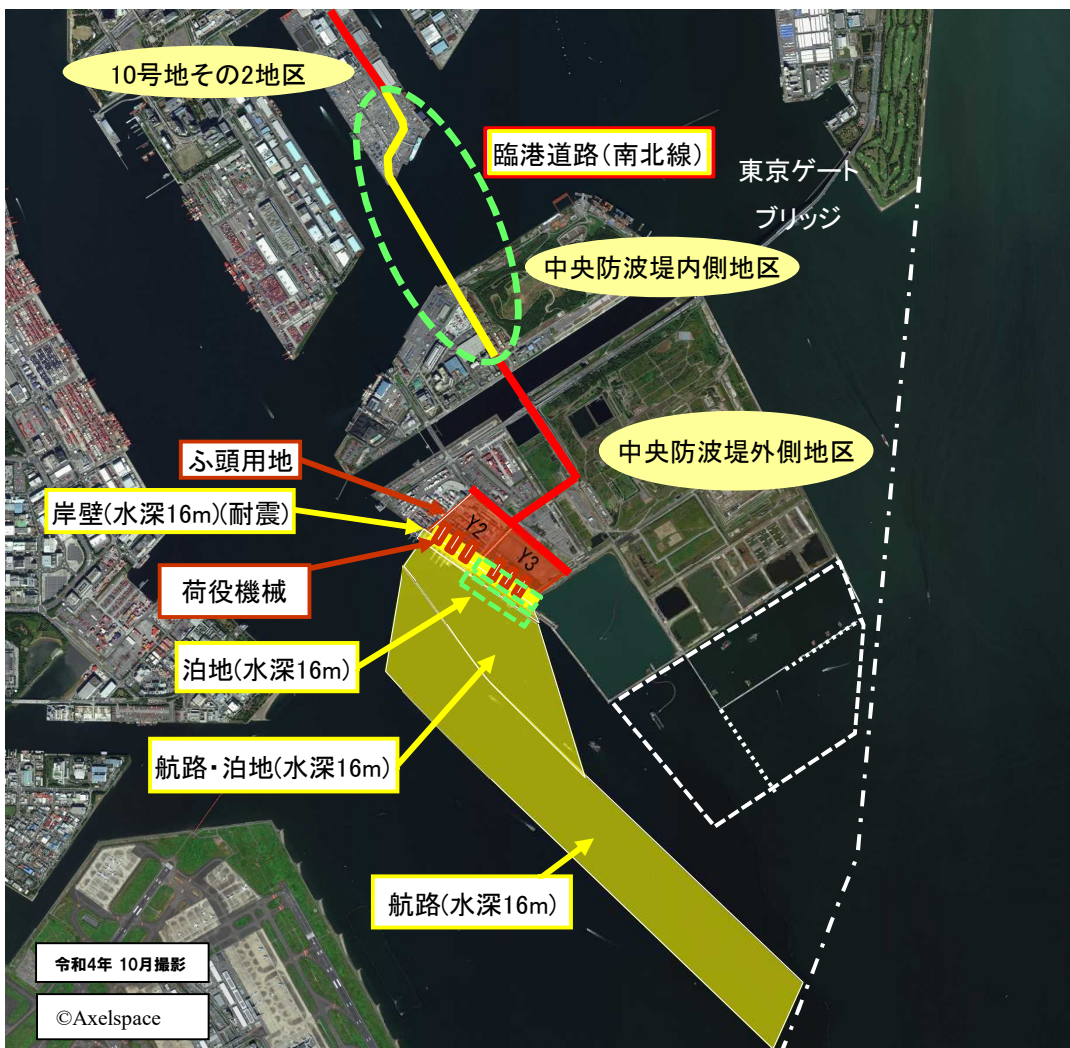 10号地その2地区
臨港道路(南北線)
東京ゲート
ブリッジ
中央防波堤内側地区
中央防波堤外側地区
ふ頭用地
岸壁(水深16m)(耐震)
Y2
Y3
荷役機械
泊地(水深16m)
航路・泊地(水深16m)
航路(水深16m)
令和4年 10月撮影
©Axelspace